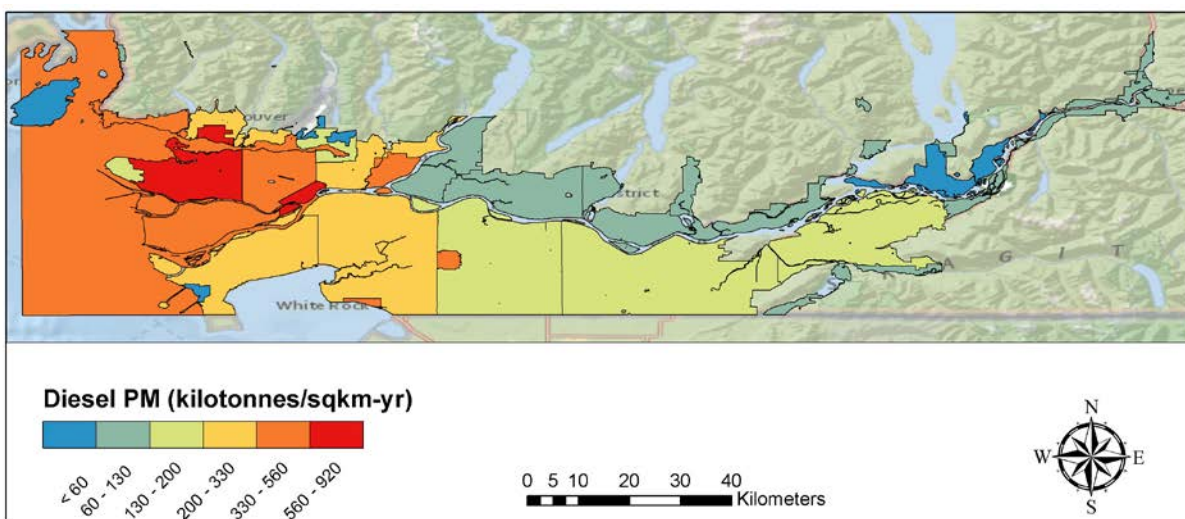 White Rock
S K A G I T
Diesel PM (kilotonnes/sqkm-yr)
< 60
60 - 130
130 - 200
200 - 330
330 - 560
560 - 920
0 5 10 20 30 40
Kilometers
N
W E
S